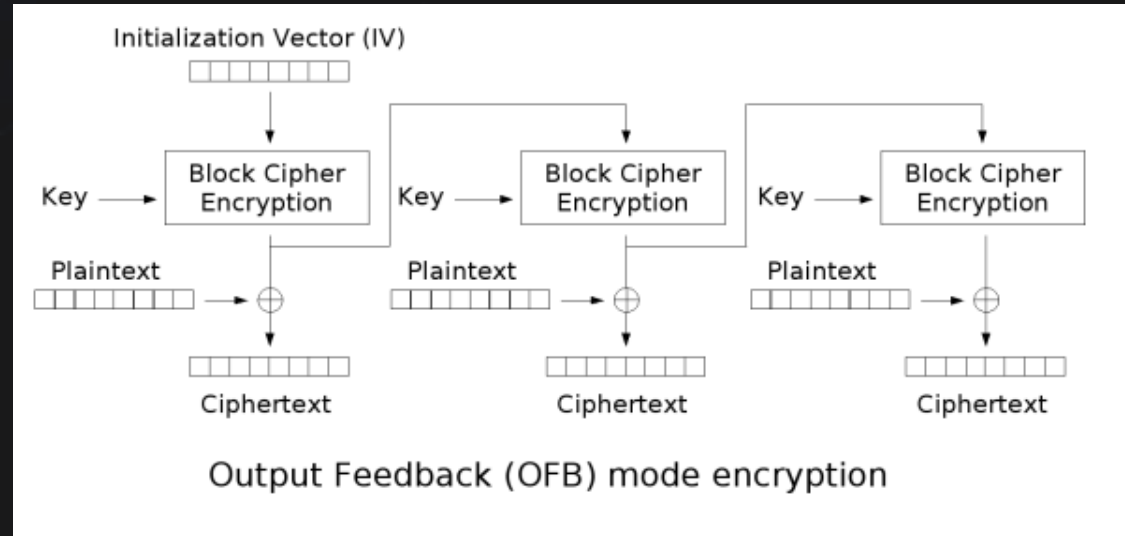 Initialization Vector (IV)
Block Cipher
Encryption
Block Cipher
Encryption
Block Cipher
Encryption
Key
Key
Key
Plaintext
Plaintext
Plaintext
Ciphertext
Ciphertext
Ciphertext
Output Feedback (OFB) mode encryption